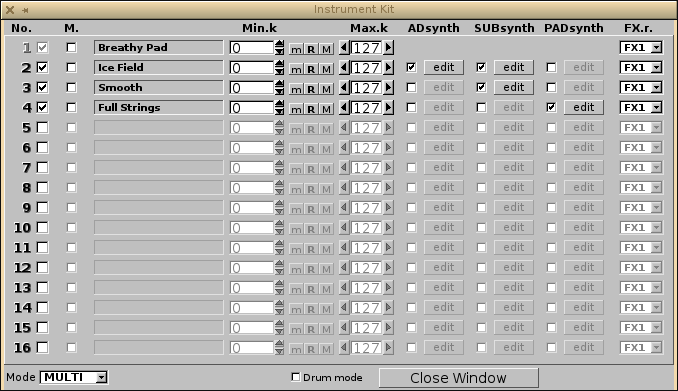 Instrument Kit
No. M. Min.k Max.k ADsynth SUBsynth PADsynth FX.r.
1 Breathy Pad 0 m R M 127 FX1
2 Ice Field 0 m R M 127 edit edit edit FX1
3 Smooth 0 m R M 127 edit edit edit FX1
4 Full Strings 0 m R M 127 edit edit edit FX1
5 0 m R M 127 edit edit edit FX1
6 0 m R M 127 edit edit edit FX1
7 0 m R M 127 edit edit edit FX1
8 0 m R M 127 edit edit edit FX1
9 0 m R M 127 edit edit edit FX1
10 0 m R M 127 edit edit edit FX1
11 0 m R M 127 edit edit edit FX1
12 0 m R M 127 edit edit edit FX1
13 0 m R M 127 edit edit edit FX1
14 0 m R M 127 edit edit edit FX1
15 0 m R M 127 edit edit edit FX1
16 0 m R M 127 edit edit edit FX1
Mode MULTI Drum mode Close Window